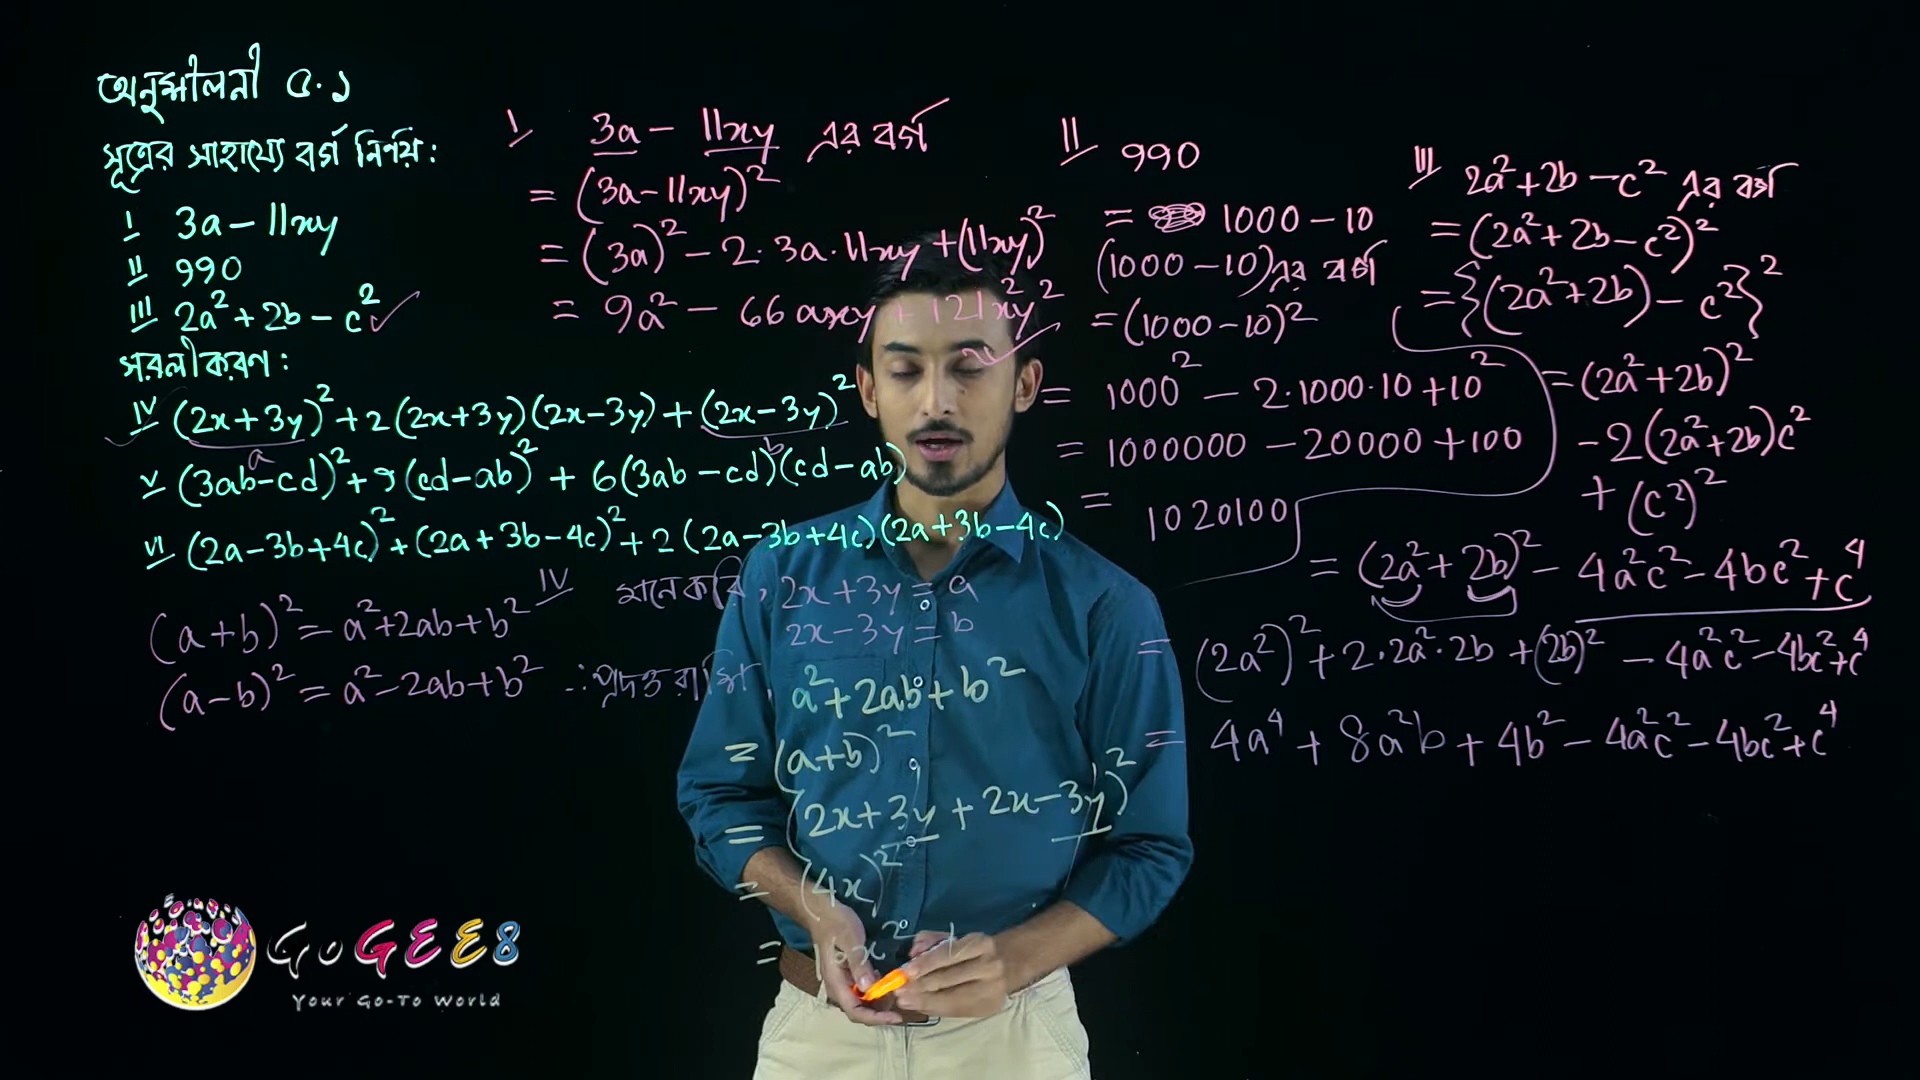 অনুশীলনী ৫.১
সূত্রের সাহায্যে বর্গ নির্ণয়:
I 3a - 11xy
II 990
III 2a² + 2b - c² ✓
সরলীকরণ:
IV (2x+3y)² + 2(2x+3y)(2x-3y) + (2x-3y)²
a b
V (3ab-cd)² + 9(cd-ab)² + 6(3ab-cd)(cd-ab)
VI (2a-3b+4c)² + (2a+3b-4c)² + 2(2a-3b+4c)(2a+3b-4c)
(a+b)² = a²+2ab+b²
(a-b)² = a²-2ab+b²
I 3a - 11xy এর বর্গ
= (3a-11xy)²
= (3a)² - 2·3a·11xy + (11xy)²
= 9a² - 66axy + 121x²y²
II 990
= 1000 - 10
(1000-10) এর বর্গ
= (1000-10)²
= 1000² - 2·1000·10 + 10²
= 1000000 - 20000 + 100
= 1020100
III 2a²+2b-c² এর বর্গ
= (2a²+2b-c²)²
= {(2a²+2b)-c²}²
= (2a²+2b)²
- 2(2a²+2b)c²
+ (c²)²
= (2a²+2b)² - 4a²c² - 4bc² + c⁴
= (2a²)² + 2·2a²·2b + (2b)² - 4a²c² - 4bc² + c⁴
= 4a⁴ + 8a²b + 4b² - 4a²c² - 4bc² + c⁴
IV মনেকরি, 2x+3y = a
2x-3y = b
∴ প্রদত্ত রাশি, a²+2ab+b²
= (a+b)²
= (2x+3y + 2x-3y)²
= (4x)²
= 16x²
GoGEE8
Your Go-To World